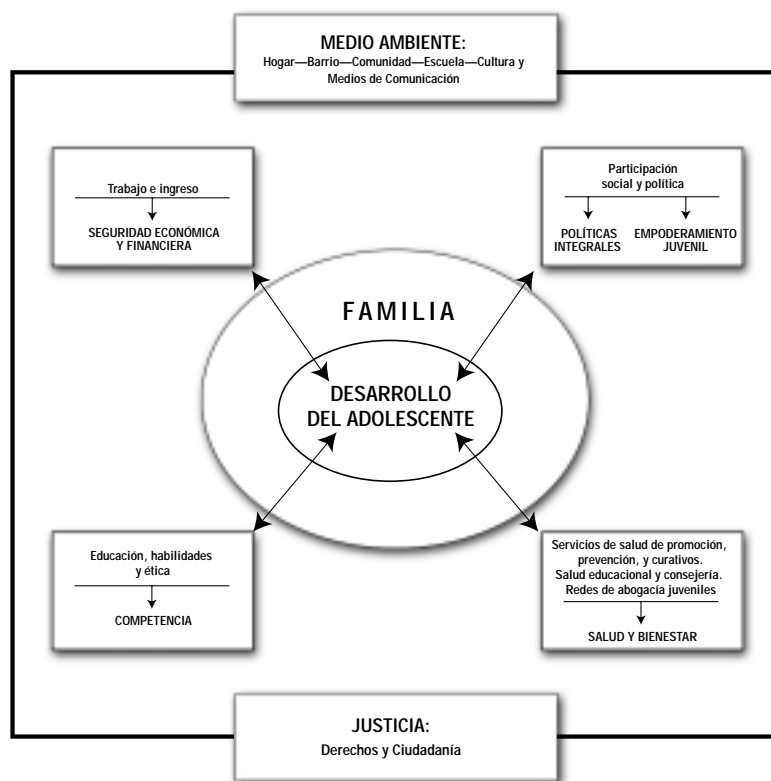 MEDIO AMBIENTE:
Hogar—Barrio—Comunidad—Escuela—Cultura y
Medios de Comunicación
Trabajo e ingreso
SEGURIDAD ECONÓMICA
Y FINANCIERA
Participación
social y política
POLÍTICAS
INTEGRALES
EMPODERAMIENTO
JUVENIL
FAMILIA
DESARROLLO
DEL ADOLESCENTE
Educación, habilidades
y ética
COMPETENCIA
Servicios de salud de promoción,
prevención, y curativos.
Salud educacional y consejería.
Redes de abogacía juveniles
SALUD Y BIENESTAR
JUSTICIA:
Derechos y Ciudadanía